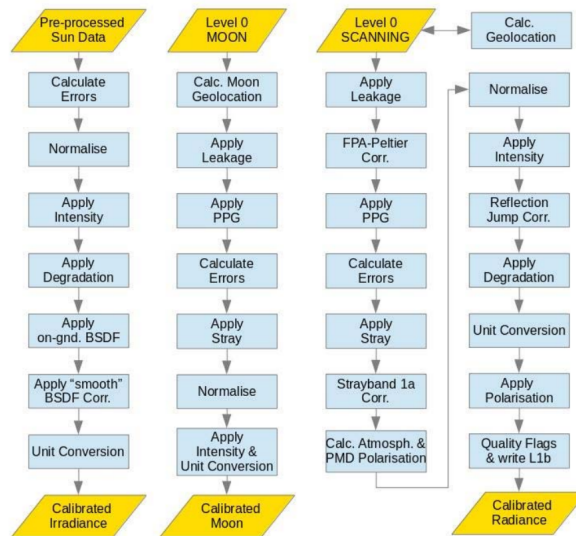 Pre-processed
Sun Data
Calculate
Errors
Normalise
Apply
Intensity
Apply
Degradation
Apply
on-gnd. BSDF
Apply "smooth"
BSDF Corr.
Unit Conversion
Calibrated
Irradiance
Level 0
MOON
Calc. Moon
Geolocation
Apply
Leakage
Apply
PPG
Calculate
Errors
Apply
Stray
Normalise
Apply
Intensity &
Unit Conversion
Calibrated
Moon
Level 0
SCANNING
Apply
Leakage
FPA-Peltier
Corr.
Apply
PPG
Calculate
Errors
Apply
Stray
Strayband 1a
Corr.
Calc. Atmosph. &
PMD Polarisation
Calc.
Geolocation
Normalise
Apply
Intensity
Reflection
Jump Corr.
Apply
Degradation
Unit Conversion
Apply
Polarisation
Quality Flags
& write L1b
Calibrated
Radiance